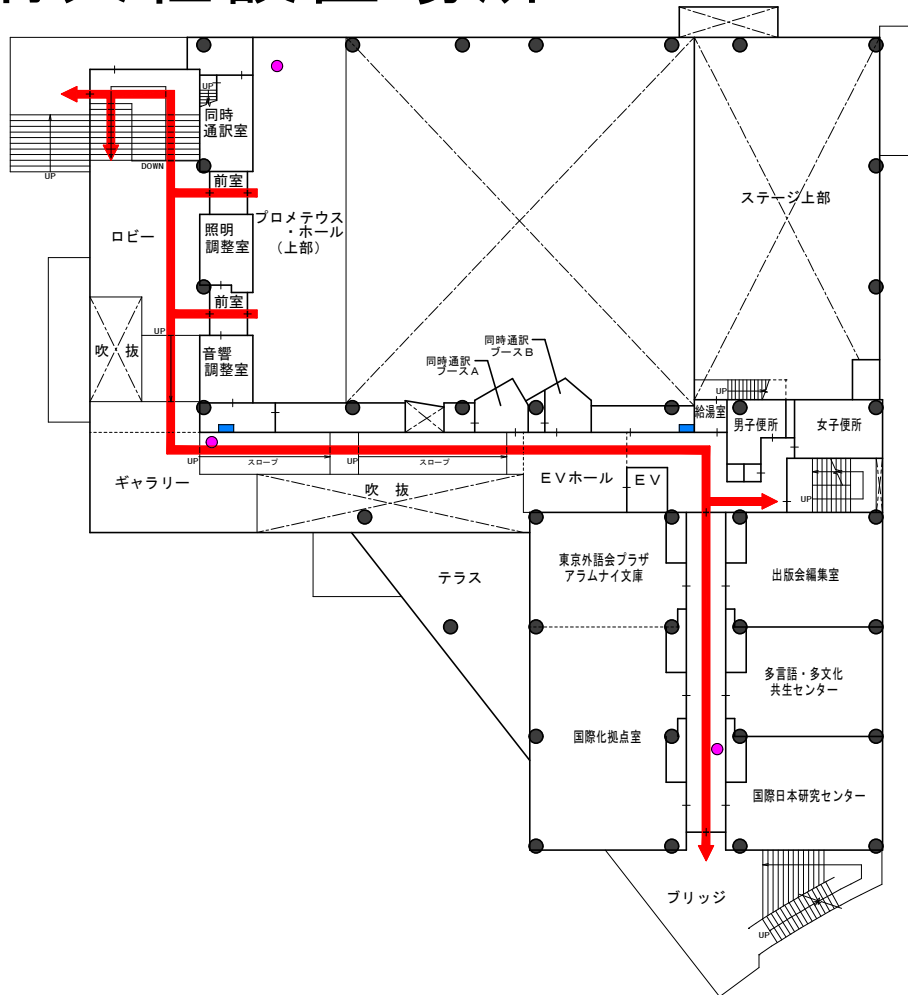 UP
同時
通訳室
DOWN
UP
前室
プロメテウス
・ホール
(上部)
ステージ上部
ロビー
照明
調整室
前室
UP
吹 抜
音響
調整室
同時通訳
ブースB
同時通訳
ブースA
UP
給湯室
男子便所
女子便所
UP
スロープ
UP
スロープ
ギャラリー
吹 抜
EVホール
EV
UP
テラス
東京外語会プラザ
アラムナイ文庫
出版会編集室
多言語・多文化
共生センター
国際化拠点室
国際日本研究センター
ブリッジ
UP